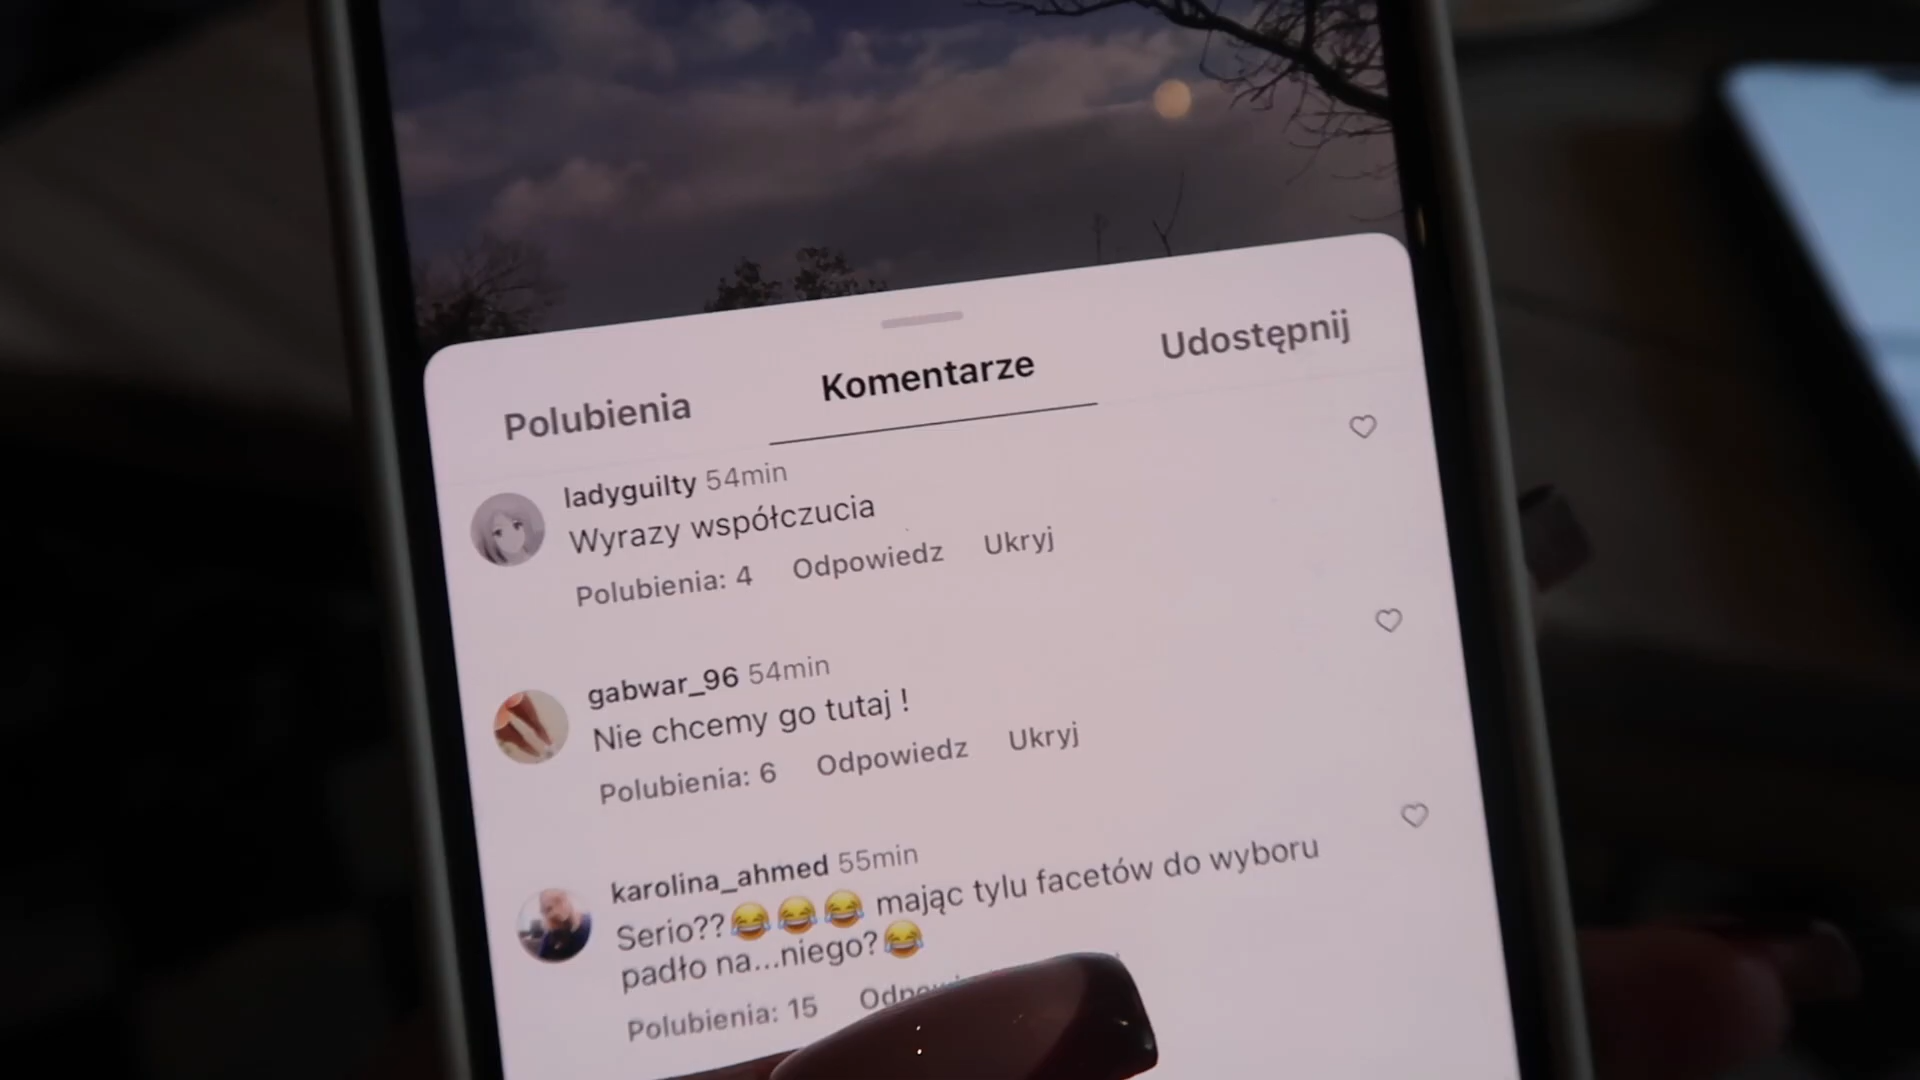 Polubienia Komentarze Udostępnij
ladyguilty 54min
Wyrazy współczucia
Polubienia: 4 Odpowiedz Ukryj
gabwar_96 54min
Nie chcemy go tutaj !
Polubienia: 6 Odpowiedz Ukryj
karolina_ahmed 55min
Serio??😂😂😂 mając tylu facetów do wyboru
padło na...niego?😂
Polubienia: 15